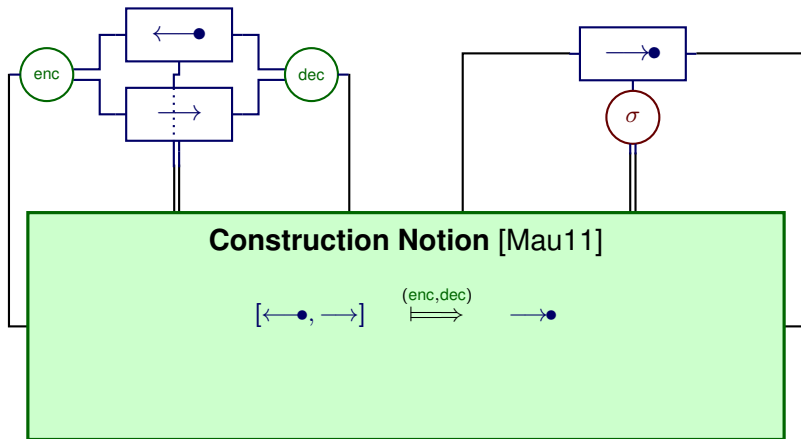 enc
←●
dec
→
→●
σ
Construction Notion [Mau11]
(enc,dec)
[←●, →] ⟹ →●